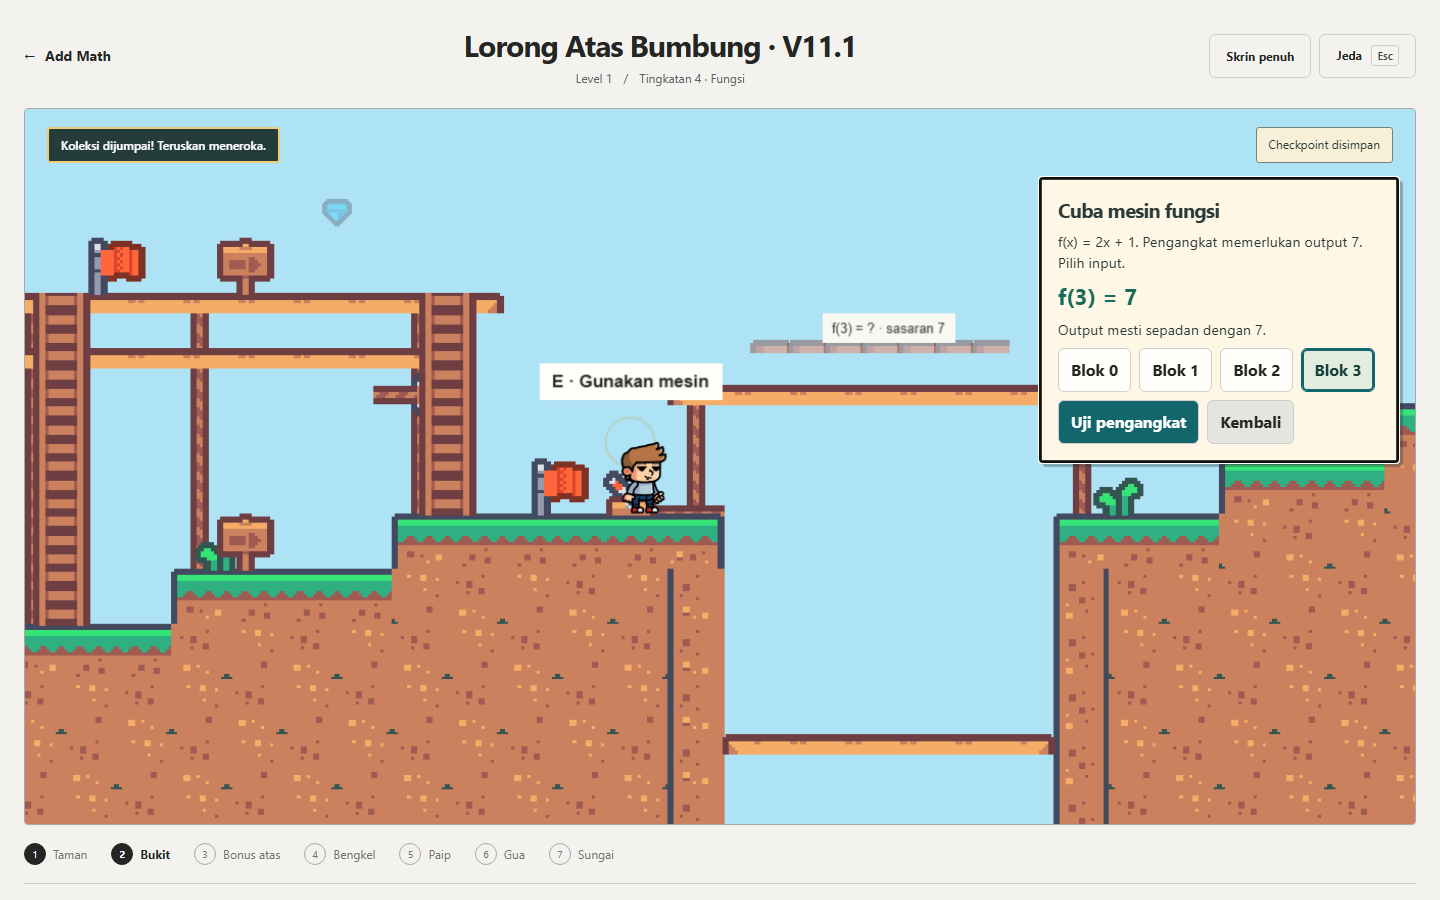 ← Add Math
Lorong Atas Bumbung · V11.1
Level 1 / Tingkatan 4 · Fungsi
Skrin penuh
Jeda Esc
Koleksi dijumpai! Teruskan meneroka.
Checkpoint disimpan
Cuba mesin fungsi
f(x) = 2x + 1. Pengangkat memerlukan output 7.
Pilih input.
f(3) = 7
Output mesti sepadan dengan 7.
Blok 0 Blok 1 Blok 2 Blok 3
Uji pengangkat Kembali
f(3) = ? · sasaran 7
E · Gunakan mesin
1 Taman 2 Bukit 3 Bonus atas 4 Bengkel 5 Paip 6 Gua 7 Sungai